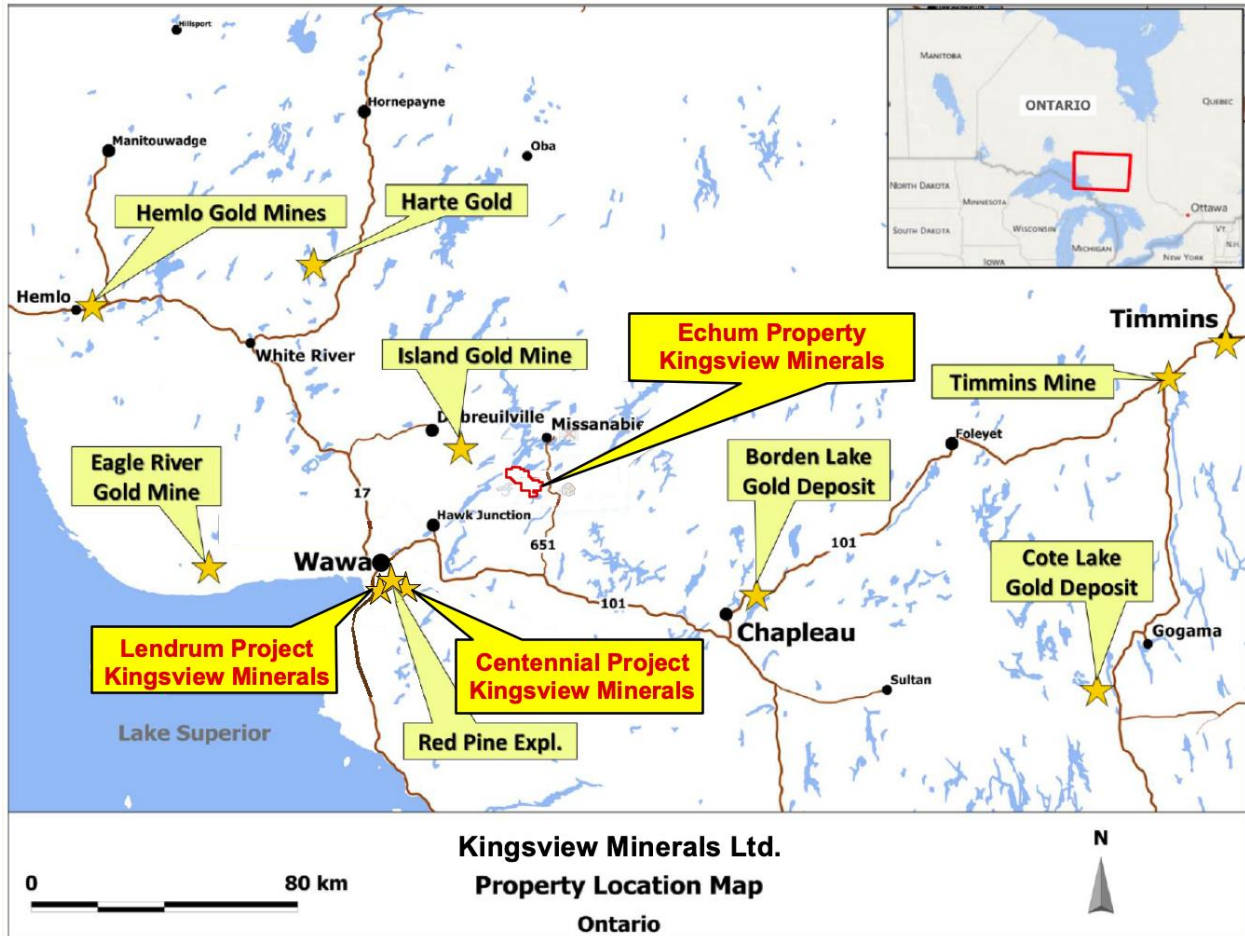 Hillsport
Hornepayne
Manitouwadge
Oba
Hemlo Gold Mines
Harte Gold
Hemlo
White River
MANITOBA
ONTARIO
QUEBEC
NORTH DAKOTA
MINNESOTA
SOUTH DAKOTA
WISCONSIN
MICHIGAN
IOWA
Ottawa
VT.
N.H.
NEW YORK
Timmins
Echum Property
Kingsview Minerals
Island Gold Mine
Timmins Mine
Dubreuilville
Missanabie
Foleyet
Eagle River
Gold Mine
Borden Lake
Gold Deposit
17
Hawk Junction
651
101
Wawa
Cote Lake
Gold Deposit
101
Chapleau
Gogama
Lendrum Project
Kingsview Minerals
Centennial Project
Kingsview Minerals
Sultan
Red Pine Expl.
Lake Superior
Kingsview Minerals Ltd.
Property Location Map
Ontario
0
80 km
N